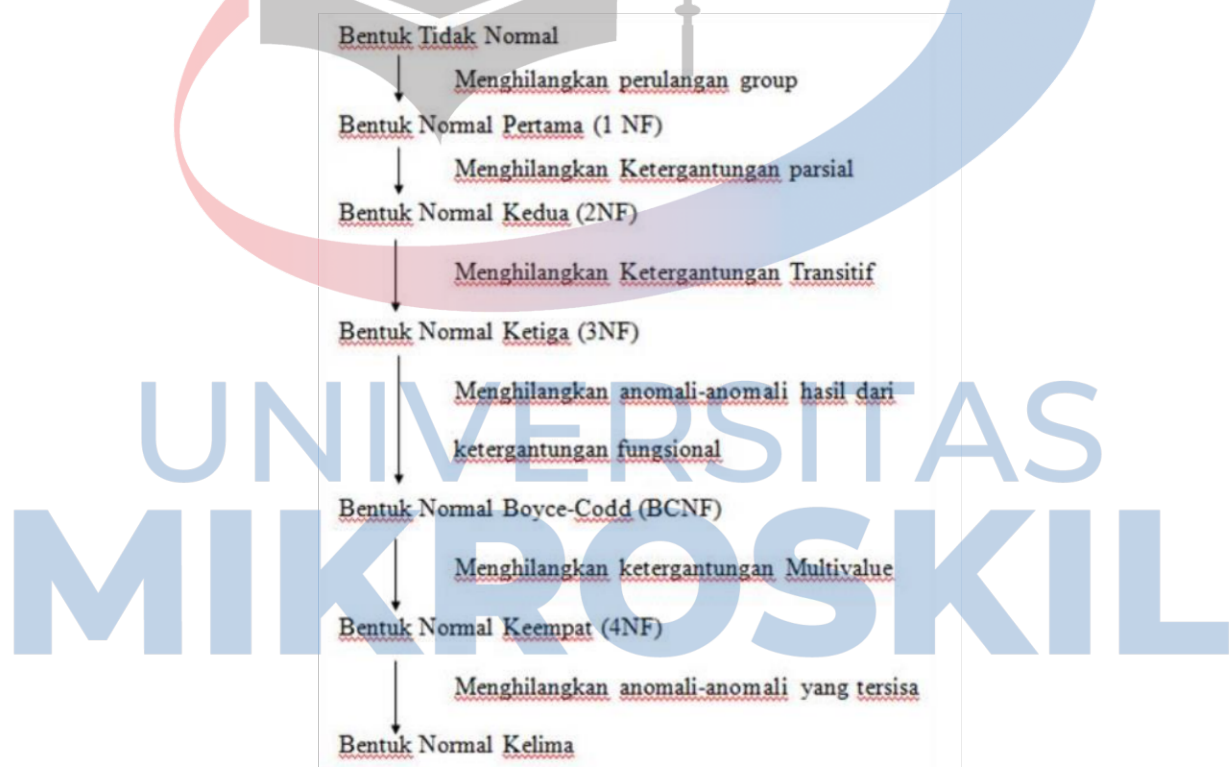 Bentuk Tidak Normal
Menghilangkan perulangan group
Bentuk Normal Pertama (1 NF)
Menghilangkan Ketergantungan parsial
Bentuk Normal Kedua (2NF)
Menghilangkan Ketergantungan Transitif
Bentuk Normal Ketiga (3NF)
Menghilangkan anomali-anomali hasil dari
ketergantungan fungsional
Bentuk Normal Boyce-Codd (BCNF)
Menghilangkan ketergantungan Multivalue
Bentuk Normal Keempat (4NF)
Menghilangkan anomali-anomali yang tersisa
Bentuk Normal Kelima
UNIVERSITAS
MIKROSKIL